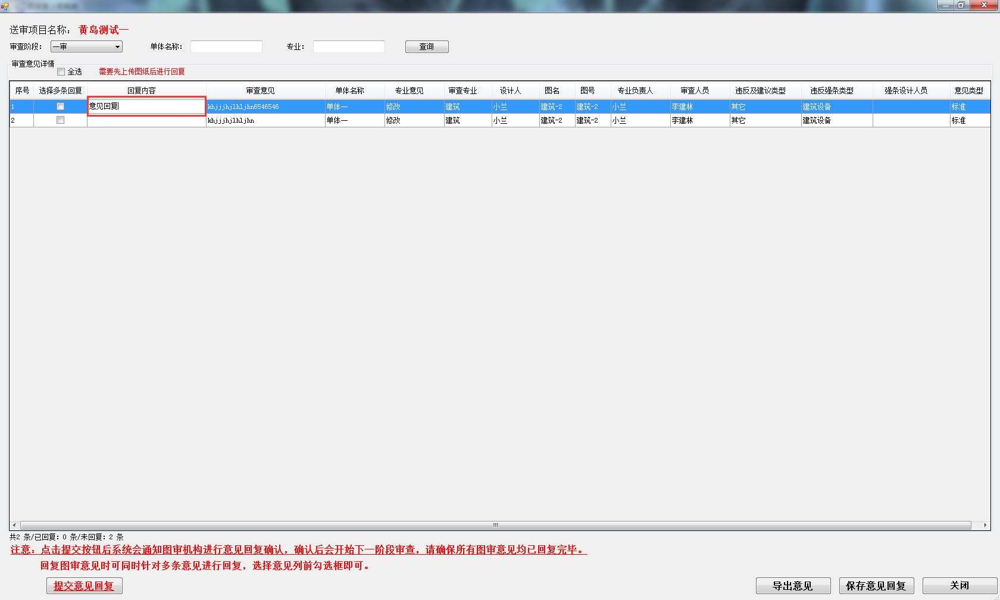 送审项目名称： 黄岛测试一
审查阶段： 一审 单体名称： 专业： 查询
审查意见详情
全选 需要先上传图纸后进行回复
序号 选择多条回复 回复内容 审查意见 单体名称 专业意见 审查专业 设计人 图名 图号 专业负责人 审查人员 违反及建议类型 违反强条类型 强条设计人员 意见类型
1 意见回复 khjjjhjlhljhn6546546 单体一 修改 建筑 小兰 建筑-2 建筑-2 小兰 李建林 其它 建筑设备 标准
2 khjjjhjlhljhn 单体一 修改 建筑 小兰 建筑-2 建筑-2 小兰 李建林 其它 建筑设备 标准
共2 条/已回复：0 条/未回复：2 条
注意：点击提交按钮后系统会通知图审机构进行意见回复确认，确认后会开始下一阶段审查，请确保所有图审意见均已回复完毕。
回复图审意见时可同时针对多条意见进行回复，选择意见列前勾选框即可。
提交意见回复 导出意见 保存意见回复 关闭